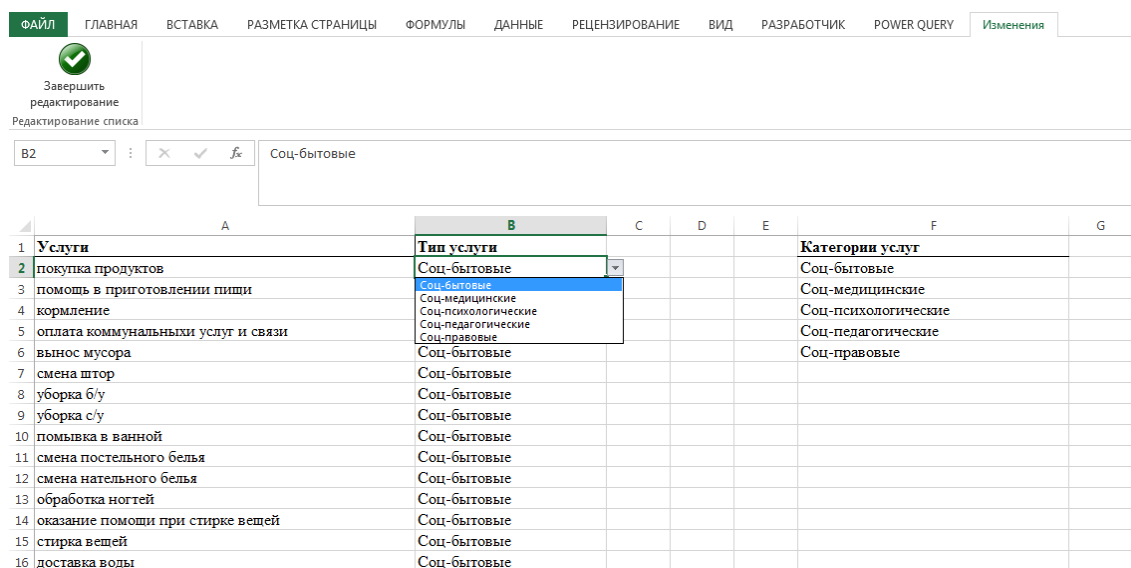 ФАЙЛ ГЛАВНАЯ ВСТАВКА РАЗМЕТКА СТРАНИЦЫ ФОРМУЛЫ ДАННЫЕ РЕЦЕНЗИРОВАНИЕ ВИД РАЗРАБОТЧИК POWER QUERY Изменения
Завершить
редактирование
Редактирование списка
B2 fx Соц-бытовые
A B C D E F G
1 Услуги Тип услуги Категории услуг
2 покупка продуктов Соц-бытовые Соц-бытовые
Соц-бытовые
3 помощь в приготовлении пищи Соц-медицинские Соц-медицинские
4 кормление Соц-психологические Соц-психологические
5 оплата коммунальныхи услуг и связи Соц-педагогические Соц-педагогические
Соц-правовые
6 вынос мусора Соц-бытовые Соц-правовые
7 смена штор Соц-бытовые
8 уборка б/у Соц-бытовые
9 уборка с/у Соц-бытовые
10 помывка в ванной Соц-бытовые
11 смена постельного белья Соц-бытовые
12 смена нательного белья Соц-бытовые
13 обработка ногтей Соц-бытовые
14 оказание помощи при стирке вещей Соц-бытовые
15 стирка вещей Соц-бытовые
16 доставка воды Соц-бытовые